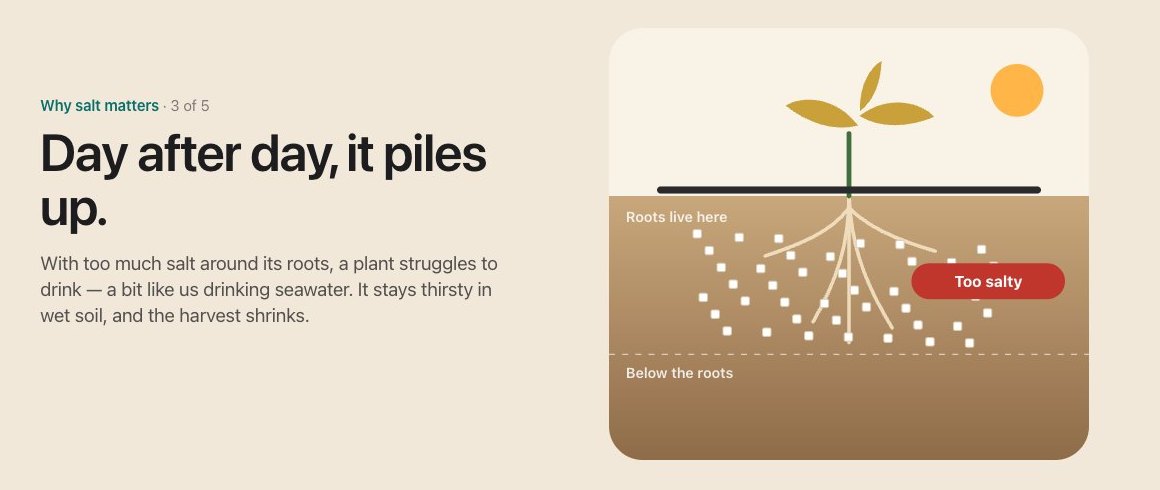 Why salt matters · 3 of 5
Day after day, it piles
up.
With too much salt around its roots, a plant struggles to
drink — a bit like us drinking seawater. It stays thirsty in
wet soil, and the harvest shrinks.
Roots live here
Too salty
Below the roots